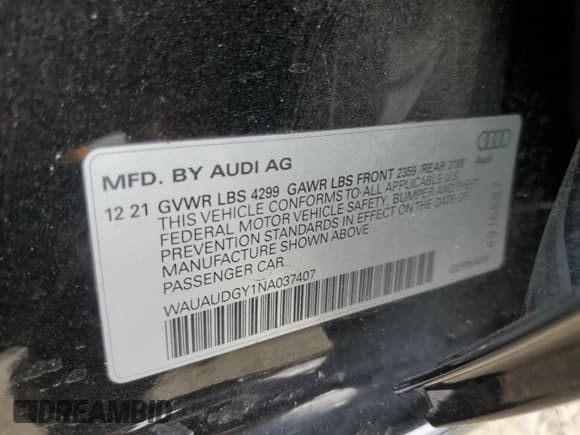 MFD. BY AUDI AG
Audi
12 21 GVWR LBS 4299 GAWR LBS FRONT 2359 /REAR
THIS VEHICLE CONFORMS TO ALL APPLICABLE U.S.
FEDERAL MOTOR VEHICLE SAFETY, BUMPER AND THEFT
PREVENTION STANDARDS IN EFFECT ON THE DATE OF
MANUFACTURE SHOWN ABOVE
PASSENGER CAR
WAUAUDGY1NA037407
DREAMBID